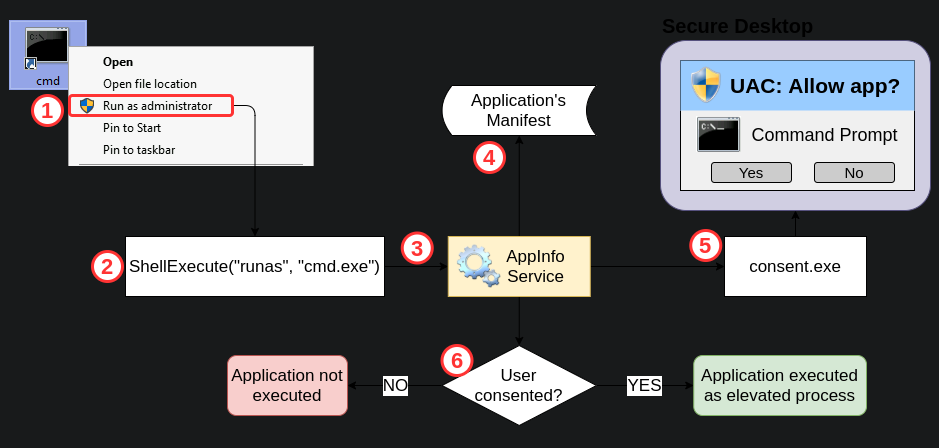 Secure Desktop
cmd
Open
Open file location
Run as administrator
Pin to Start
Pin to taskbar
1
Application's
Manifest
4
UAC: Allow app?
C:\_
Command Prompt
Yes
No
2
ShellExecute("runas", "cmd.exe")
3
AppInfo
Service
5
consent.exe
6
User
consented?
NO
Application not
executed
YES
Application executed
as elevated process